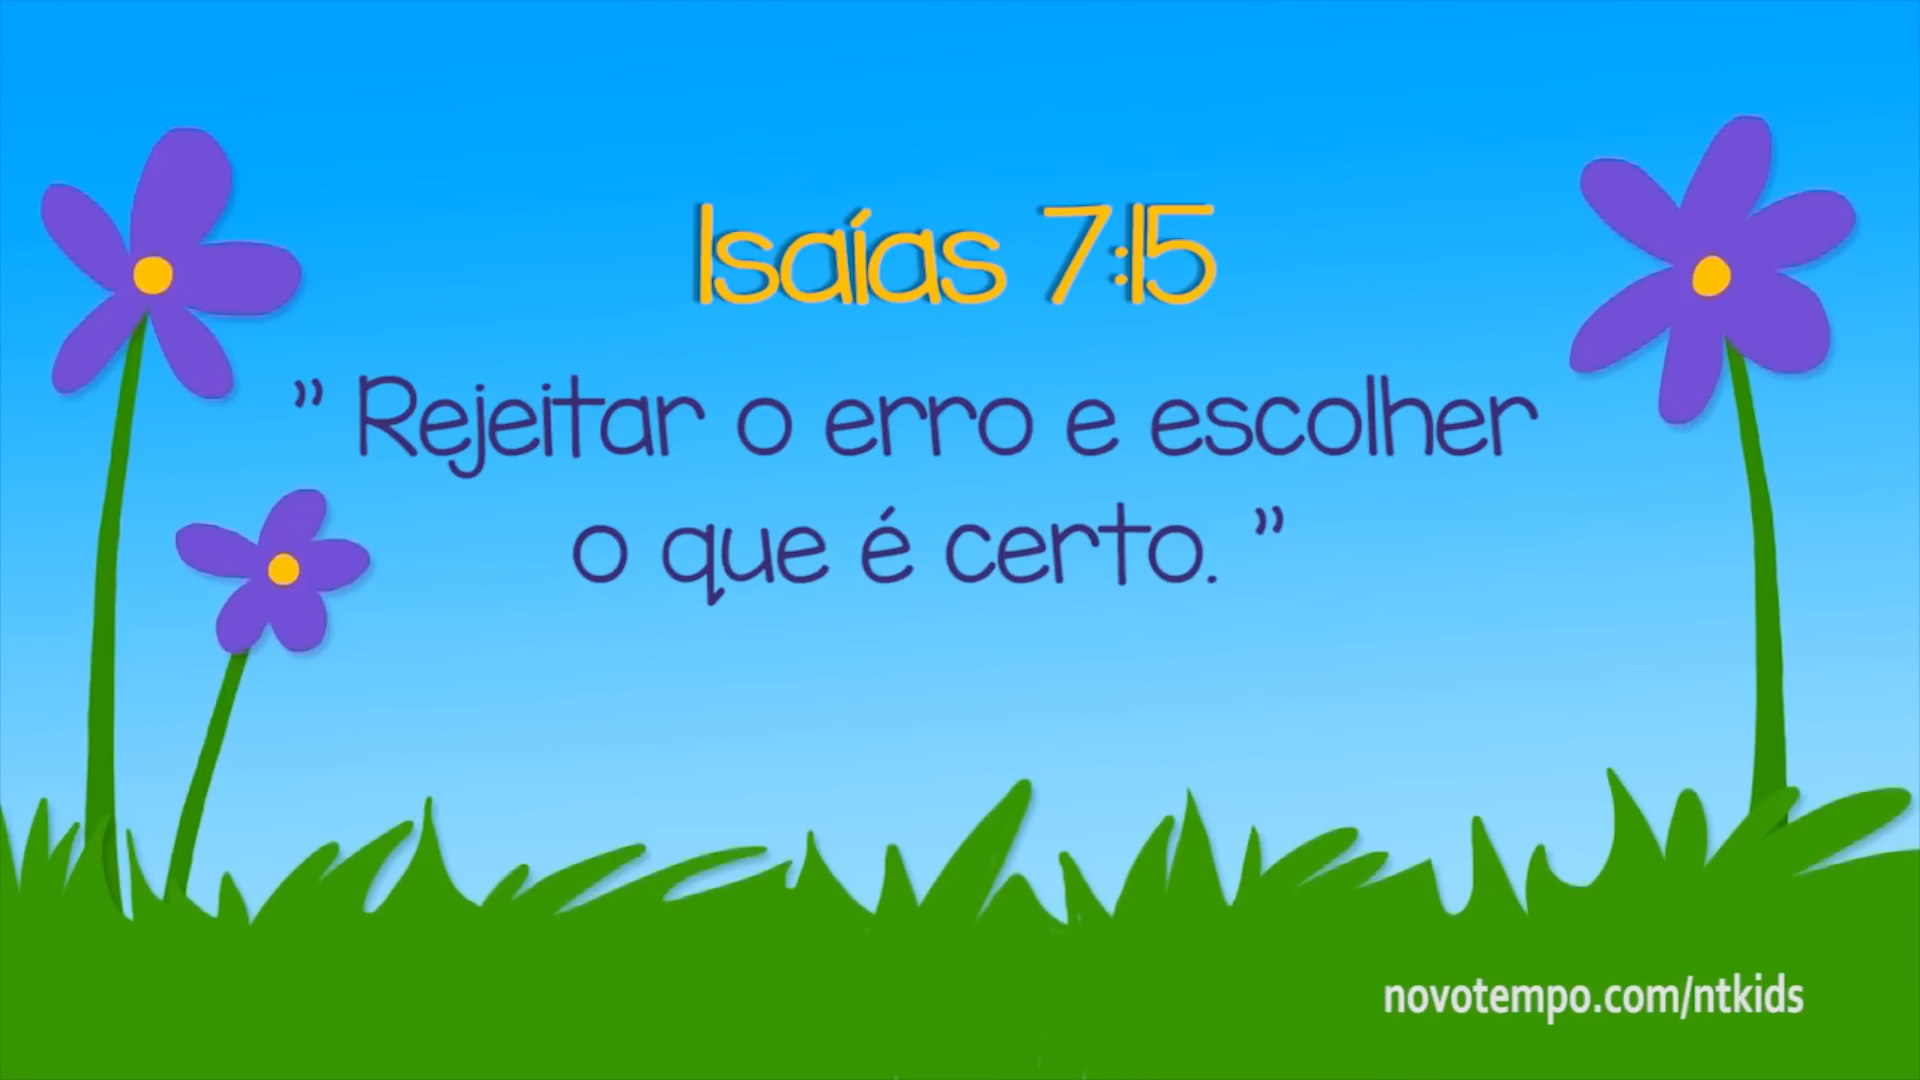 Isaías 7:15
” Rejeitar o erro e escolher
o que é certo. ”
novotempo.com/ntkids